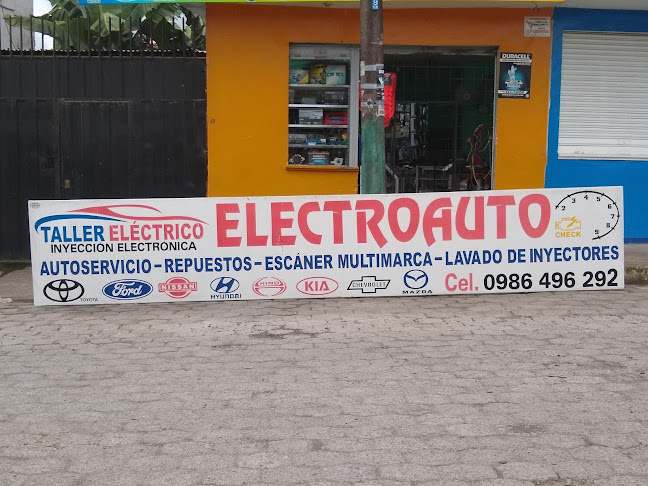 DURACELL
TALLER ELÉCTRICO
INYECCIÓN ELECTRONICA
ELECTROAUTO
CHECK
AUTOSERVICIO – REPUESTOS – ESCÁNER MULTIMARCA – LAVADO DE INYECTORES
TOYOTA
Ford
NISSAN
HYUNDAI
HINO
KIA
CHEVROLET
MAZDA
Cel. 0986 496 292